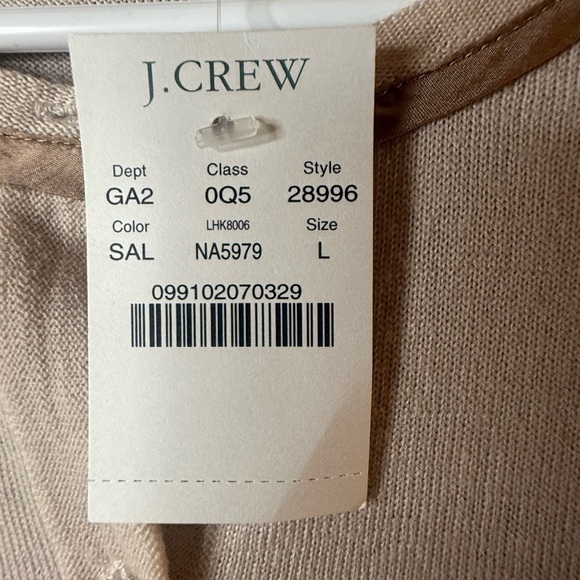 J.CREW
Dept Class Style
GA2 0Q5 28996
Color LHK8006 Size
SAL NA5979 L
099102070329